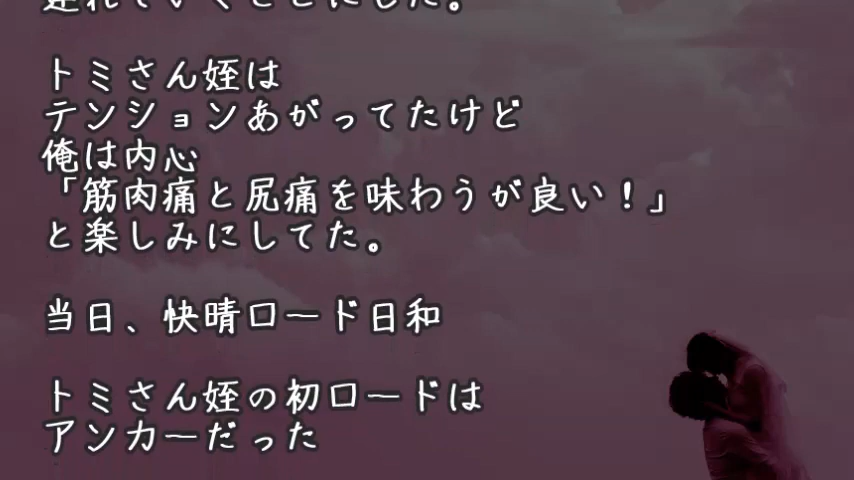 連れていくことにした。
トミさん姪は
テンションあがってたけど
俺は内心
「筋肉痛と尻痛を味わうが良い！」
と楽しみにしてた。
当日、快晴ロード日和
トミさん姪の初ロードは
アンカーだった